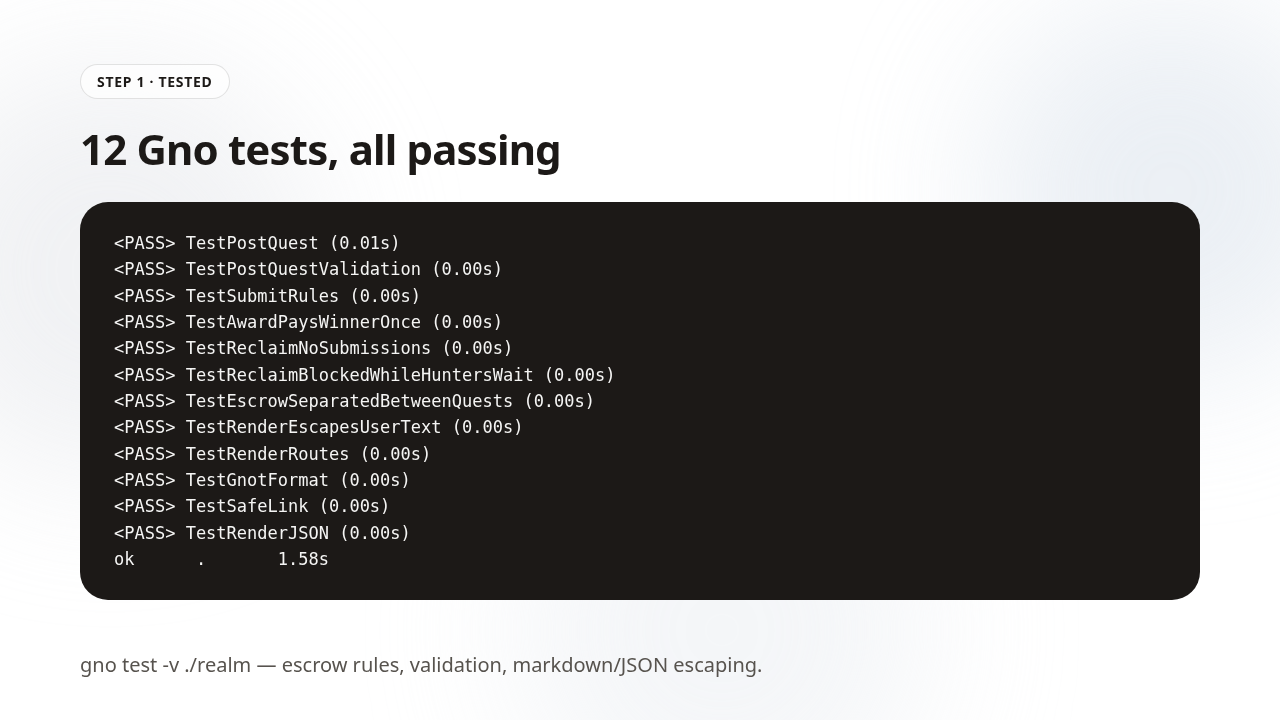 STEP 1 · TESTED
12 Gno tests, all passing
<PASS> TestPostQuest (0.01s)
<PASS> TestPostQuestValidation (0.00s)
<PASS> TestSubmitRules (0.00s)
<PASS> TestAwardPaysWinnerOnce (0.00s)
<PASS> TestReclaimNoSubmissions (0.00s)
<PASS> TestReclaimBlockedWhileHuntersWait (0.00s)
<PASS> TestEscrowSeparatedBetweenQuests (0.00s)
<PASS> TestRenderEscapesUserText (0.00s)
<PASS> TestRenderRoutes (0.00s)
<PASS> TestGnotFormat (0.00s)
<PASS> TestSafeLink (0.00s)
<PASS> TestRenderJSON (0.00s)
ok      .       1.58s
gno test -v ./realm — escrow rules, validation, markdown/JSON escaping.